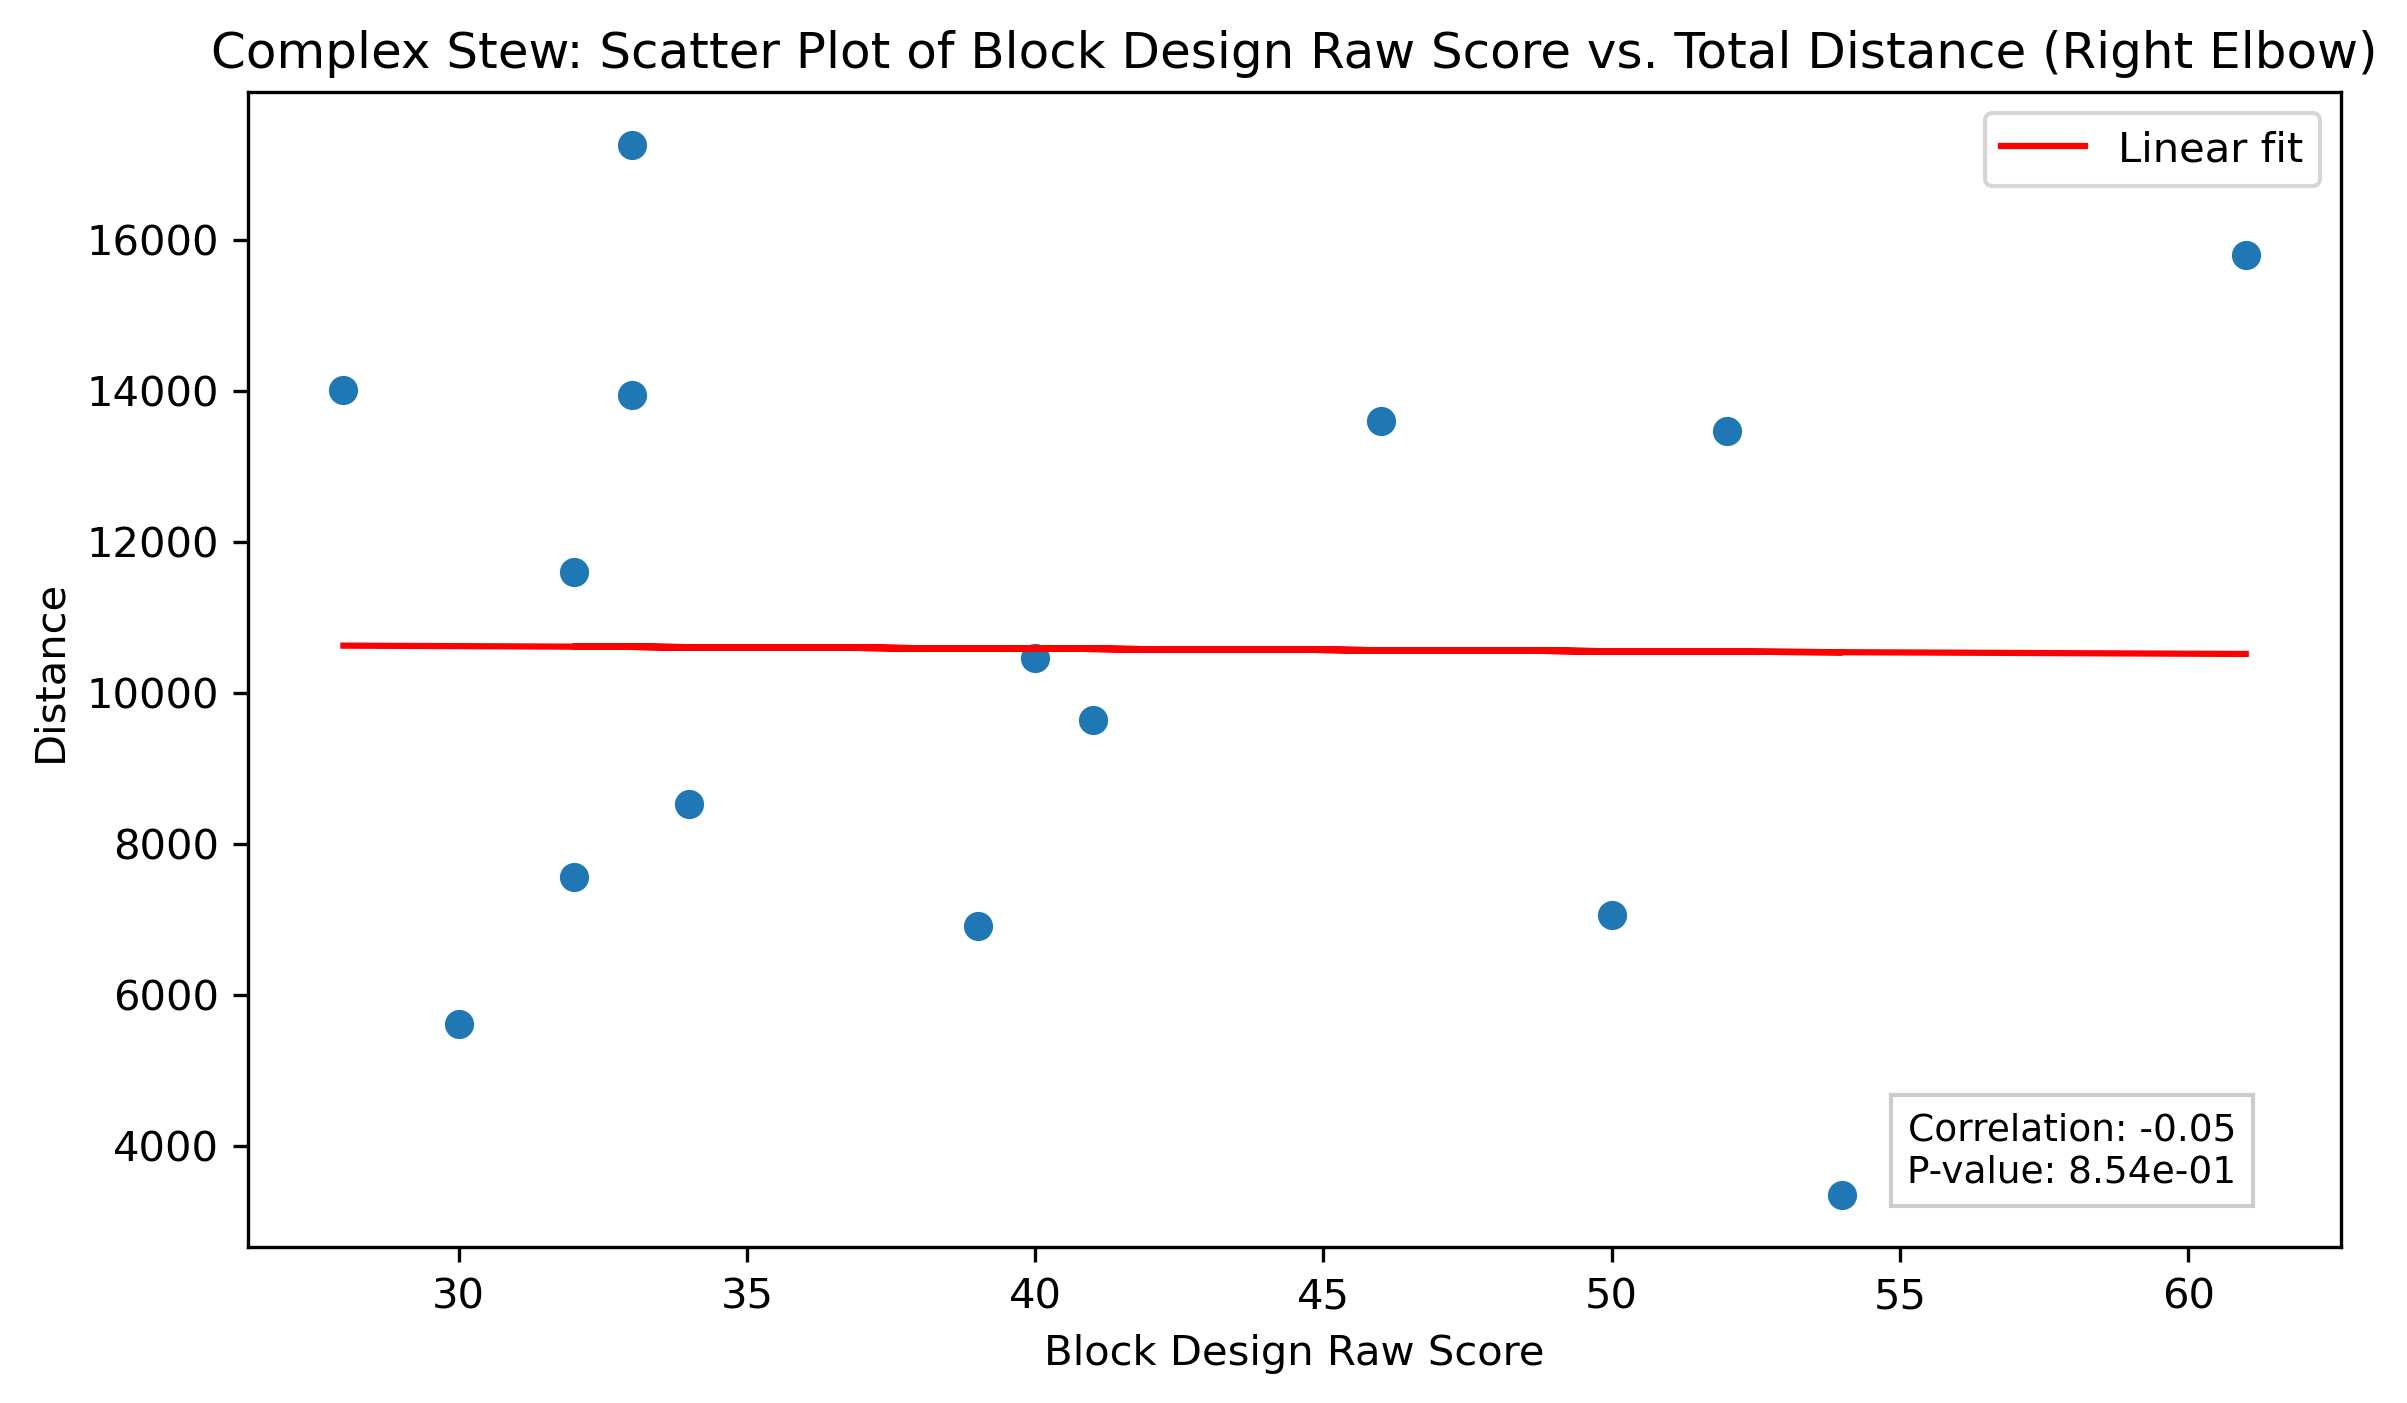 Complex Stew: Scatter Plot of Block Design Raw Score vs. Total Distance (Right Elbow)
Linear fit
16000
14000
12000
10000
8000
6000
4000
Distance
Correlation: -0.05
P-value: 8.54e-01
30 35 40 45 50 55 60
Block Design Raw Score